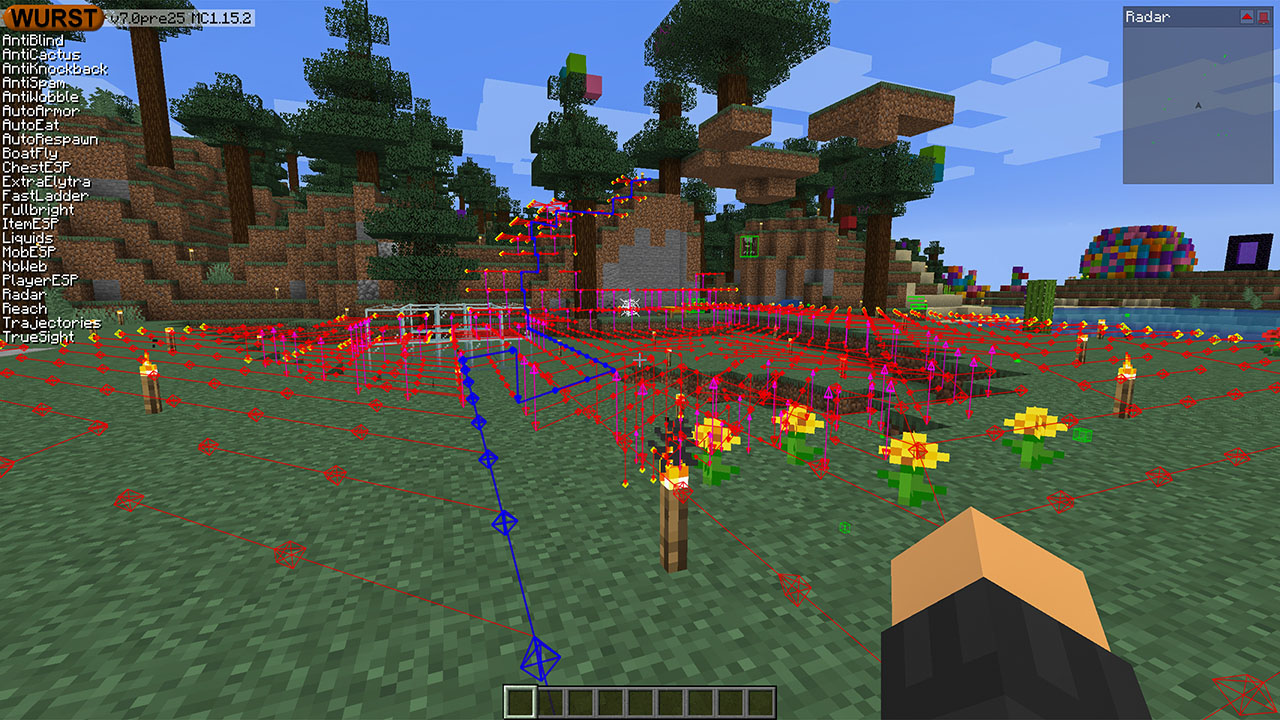 WURST v7.0pre25 MC1.15.2
Radar
AntiBlind
AntiCactus
AntiKnockback
AntiSpam
AntiWobble
AutoArmor
AutoEat
AutoRespawn
BoatFly
ChestESP
ExtraElytra
FastLadder
Fullbright
ItemESP
Liquids
MobESP
NoWeb
PlayerESP
Radar
Reach
Trajectories
TrueSight